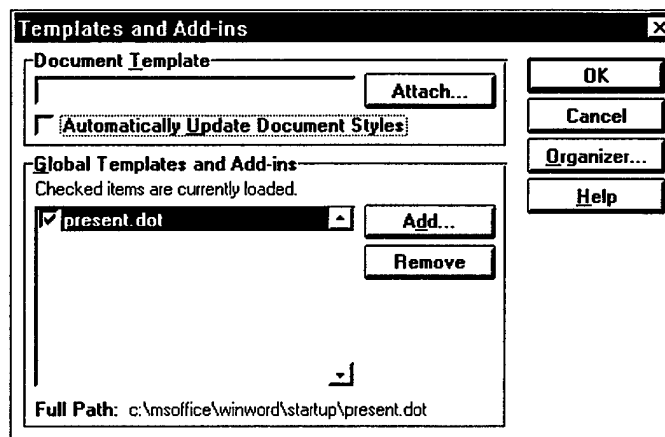 Templates and Add-ins
Document Template
Attach...
Automatically Update Document Styles
Global Templates and Add-ins
Checked items are currently loaded.
present.dot
Add...
Remove
Full Path: c:\msoffice\winword\startup\present.dot
OK
Cancel
Organizer...
Help